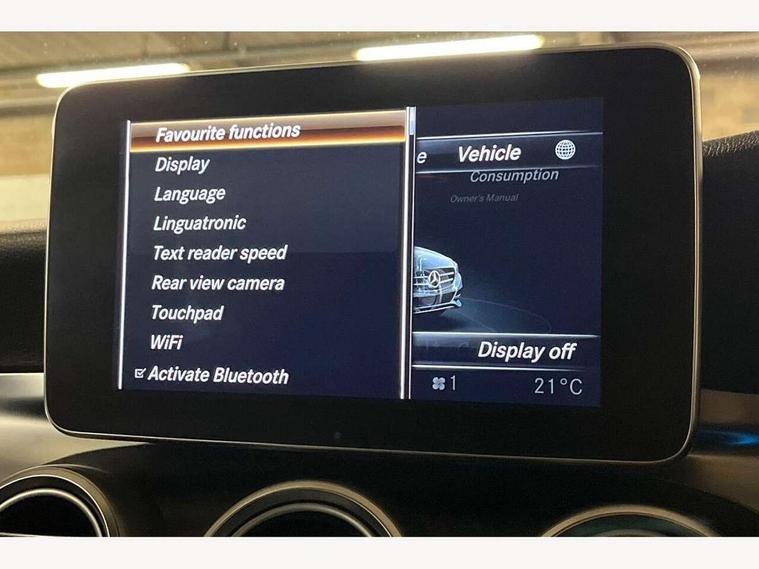 Favourite functions
Display
Language
Linguatronic
Text reader speed
Rear view camera
Touchpad
WiFi
Activate Bluetooth
e Vehicle
Consumption
Owner's Manual
Display off
1 21°C